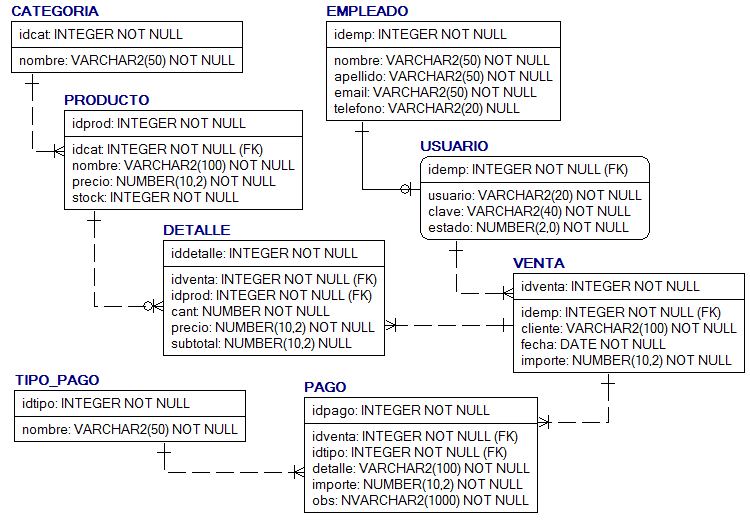 CATEGORIA
idcat: INTEGER NOT NULL
nombre: VARCHAR2(50) NOT NULL
EMPLEADO
idemp: INTEGER NOT NULL
nombre: VARCHAR2(50) NOT NULL
apellido: VARCHAR2(50) NOT NULL
email: VARCHAR2(50) NOT NULL
telefono: VARCHAR2(20) NULL
PRODUCTO
idprod: INTEGER NOT NULL
idcat: INTEGER NOT NULL (FK)
nombre: VARCHAR2(100) NOT NULL
precio: NUMBER(10,2) NOT NULL
stock: INTEGER NOT NULL
USUARIO
idemp: INTEGER NOT NULL (FK)
usuario: VARCHAR2(20) NOT NULL
clave: VARCHAR2(40) NOT NULL
estado: NUMBER(2,0) NOT NULL
DETALLE
iddetalle: INTEGER NOT NULL
idventa: INTEGER NOT NULL (FK)
idprod: INTEGER NOT NULL (FK)
cant: NUMBER NOT NULL
precio: NUMBER(10,2) NOT NULL
subtotal: NUMBER(10,2) NULL
VENTA
idventa: INTEGER NOT NULL
idemp: INTEGER NOT NULL (FK)
cliente: VARCHAR2(100) NOT NULL
fecha: DATE NOT NULL
importe: NUMBER(10,2) NOT NULL
TIPO_PAGO
idtipo: INTEGER NOT NULL
nombre: VARCHAR2(50) NOT NULL
PAGO
idpago: INTEGER NOT NULL
idventa: INTEGER NOT NULL (FK)
idtipo: INTEGER NOT NULL (FK)
detalle: VARCHAR2(100) NOT NULL
importe: NUMBER(10,2) NOT NULL
obs: NVARCHAR2(1000) NOT NULL